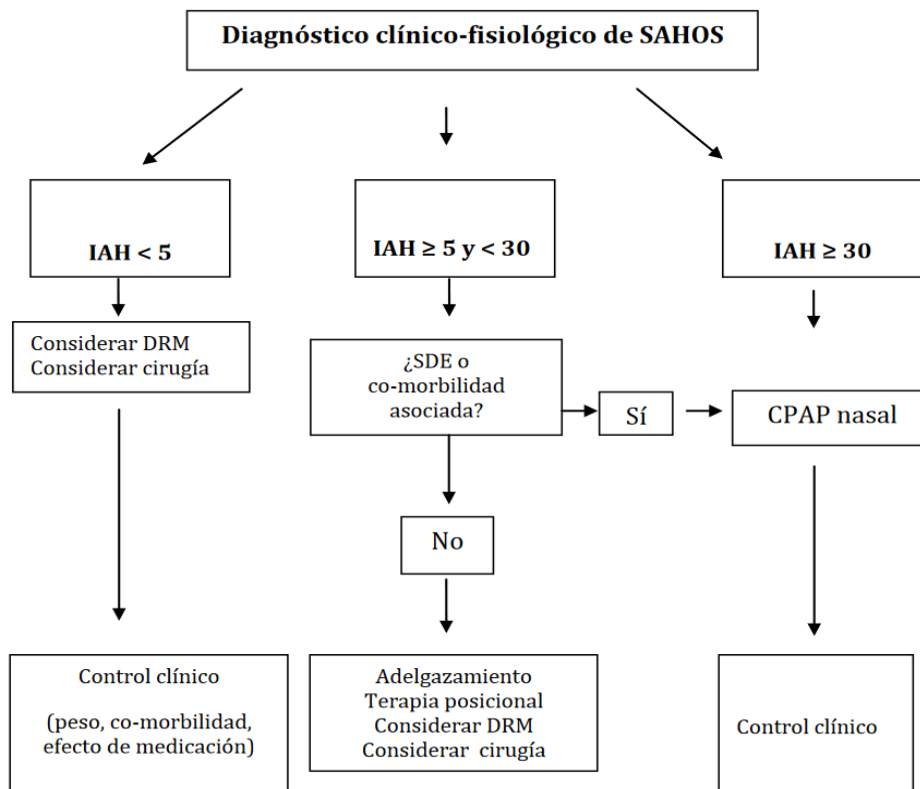 Diagnóstico clínico-fisiológico de SAHOS
IAH < 5
IAH ≥ 5 y < 30
IAH ≥ 30
Considerar DRM
Considerar cirugía
¿SDE o
co-morbilidad
asociada?
Sí
CPAP nasal
No
Control clínico
(peso, co-morbilidad,
efecto de medicación)
Adelgazamiento
Terapia posicional
Considerar DRM
Considerar cirugía
Control clínico